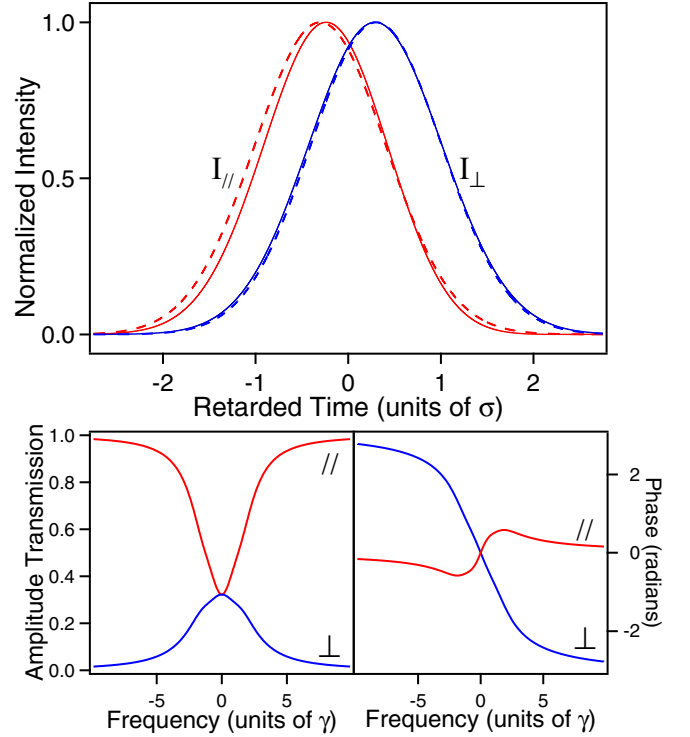 1.0
0.5
0.0
Normalized Intensity
I//
I⊥
-2 -1 0 1 2
Retarded Time (units of σ)
1.0
0.8
0.6
0.4
0.2
0.0
Amplitude Transmission
//
⊥
-5 0 5
Frequency (units of γ)
2
0
-2
Phase (radians)
//
⊥
-5 0 5
Frequency (units of γ)